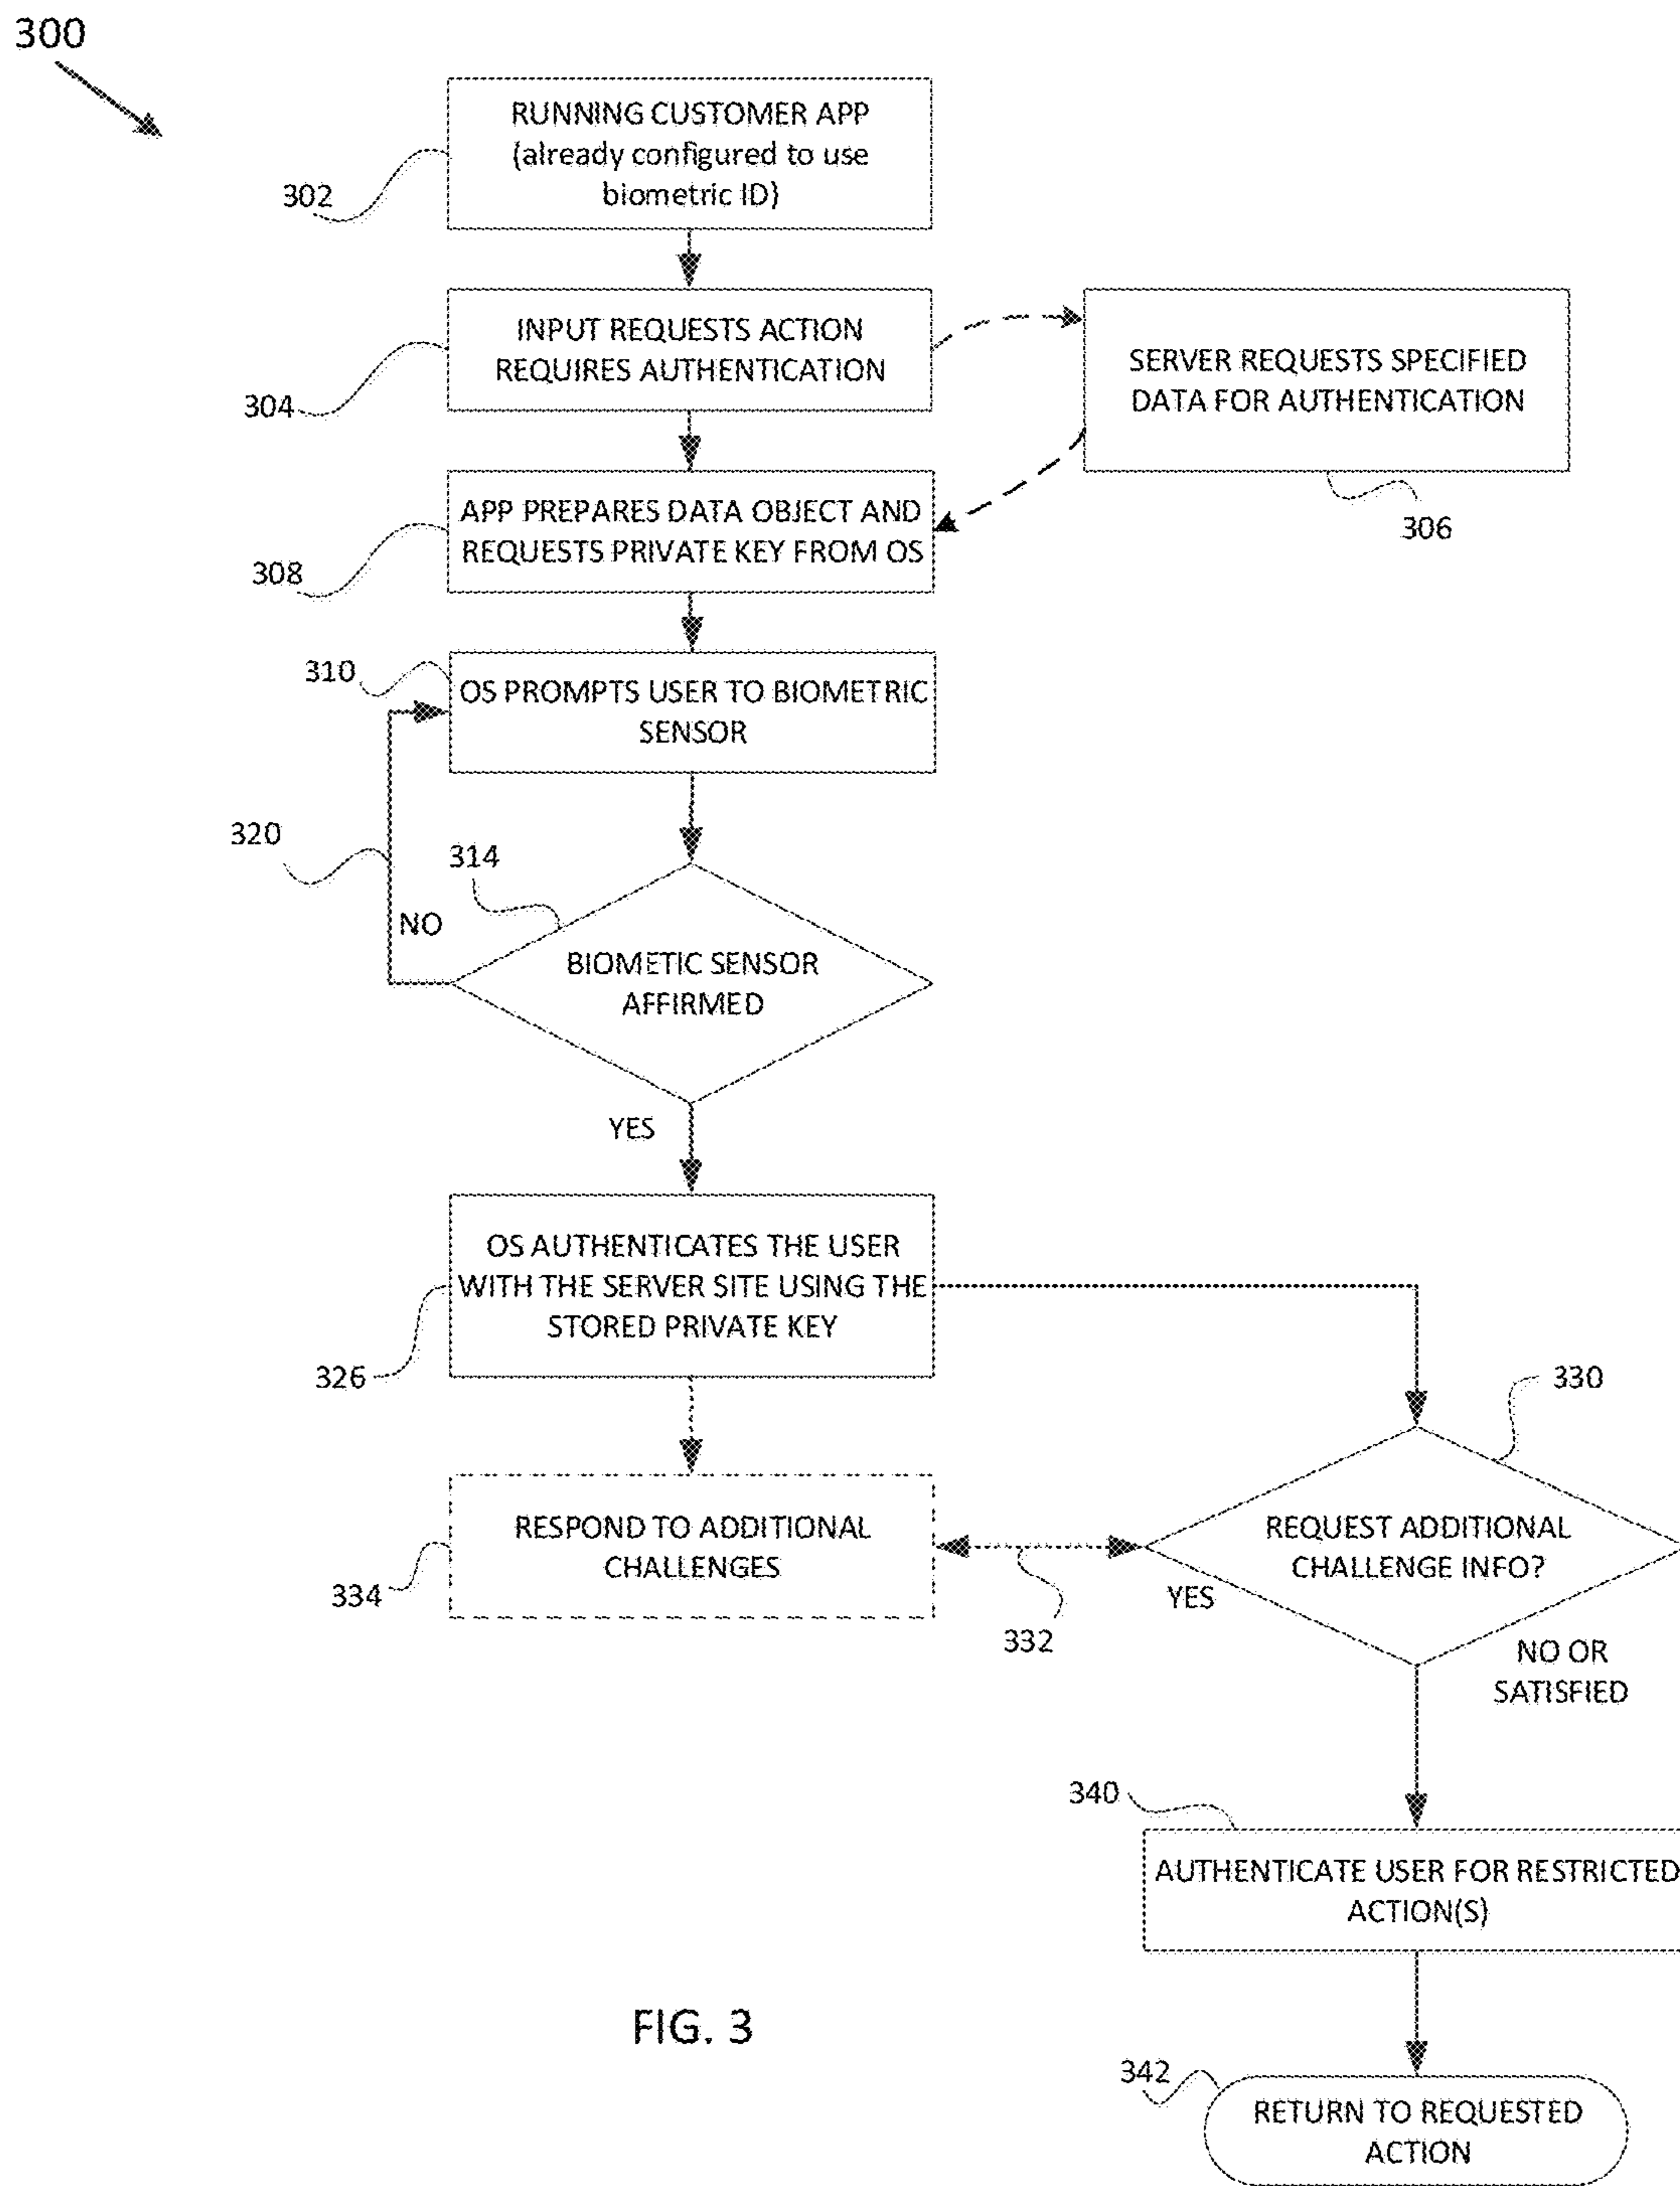 300
RUNNING CUSTOMER APP
(already configured to use
biometric ID)
302
INPUT REQUESTS ACTION
REQUIRES AUTHENTICATION
304
SERVER REQUESTS SPECIFIED
DATA FOR AUTHENTICATION
306
APP PREPARES DATA OBJECT AND
REQUESTS PRIVATE KEY FROM OS
308
310
OS PROMPTS USER TO BIOMETRIC
SENSOR
320
314
NO
BIOMETIC SENSOR
AFFIRMED
YES
OS AUTHENTICATES THE USER
WITH THE SERVER SITE USING THE
STORED PRIVATE KEY
326
330
RESPOND TO ADDITIONAL
CHALLENGES
334
332
REQUEST ADDITIONAL
CHALLENGE INFO?
YES
NO OR
SATISFIED
340
AUTHENTICATE USER FOR RESTRICTED
ACTION(S)
FIG. 3
342
RETURN TO REQUESTED
ACTION